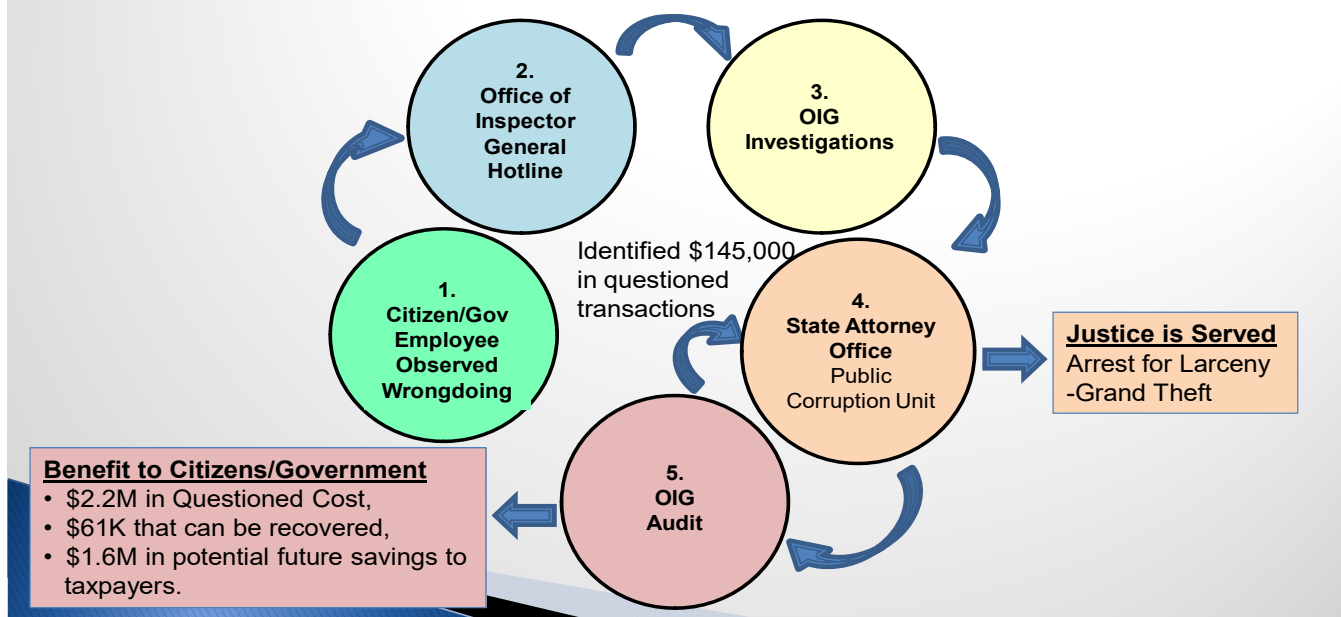 1.
Citizen/Gov
Employee
Observed
Wrongdoing
2.
Office of
Inspector
General
Hotline
3.
OIG
Investigations
Identified $145,000
in questioned
transactions
4.
State Attorney
Office
Public
Corruption Unit
Justice is Served
Arrest for Larceny
-Grand Theft
5.
OIG
Audit
Benefit to Citizens/Government
• $2.2M in Questioned Cost,
• $61K that can be recovered,
• $1.6M in potential future savings to
taxpayers.